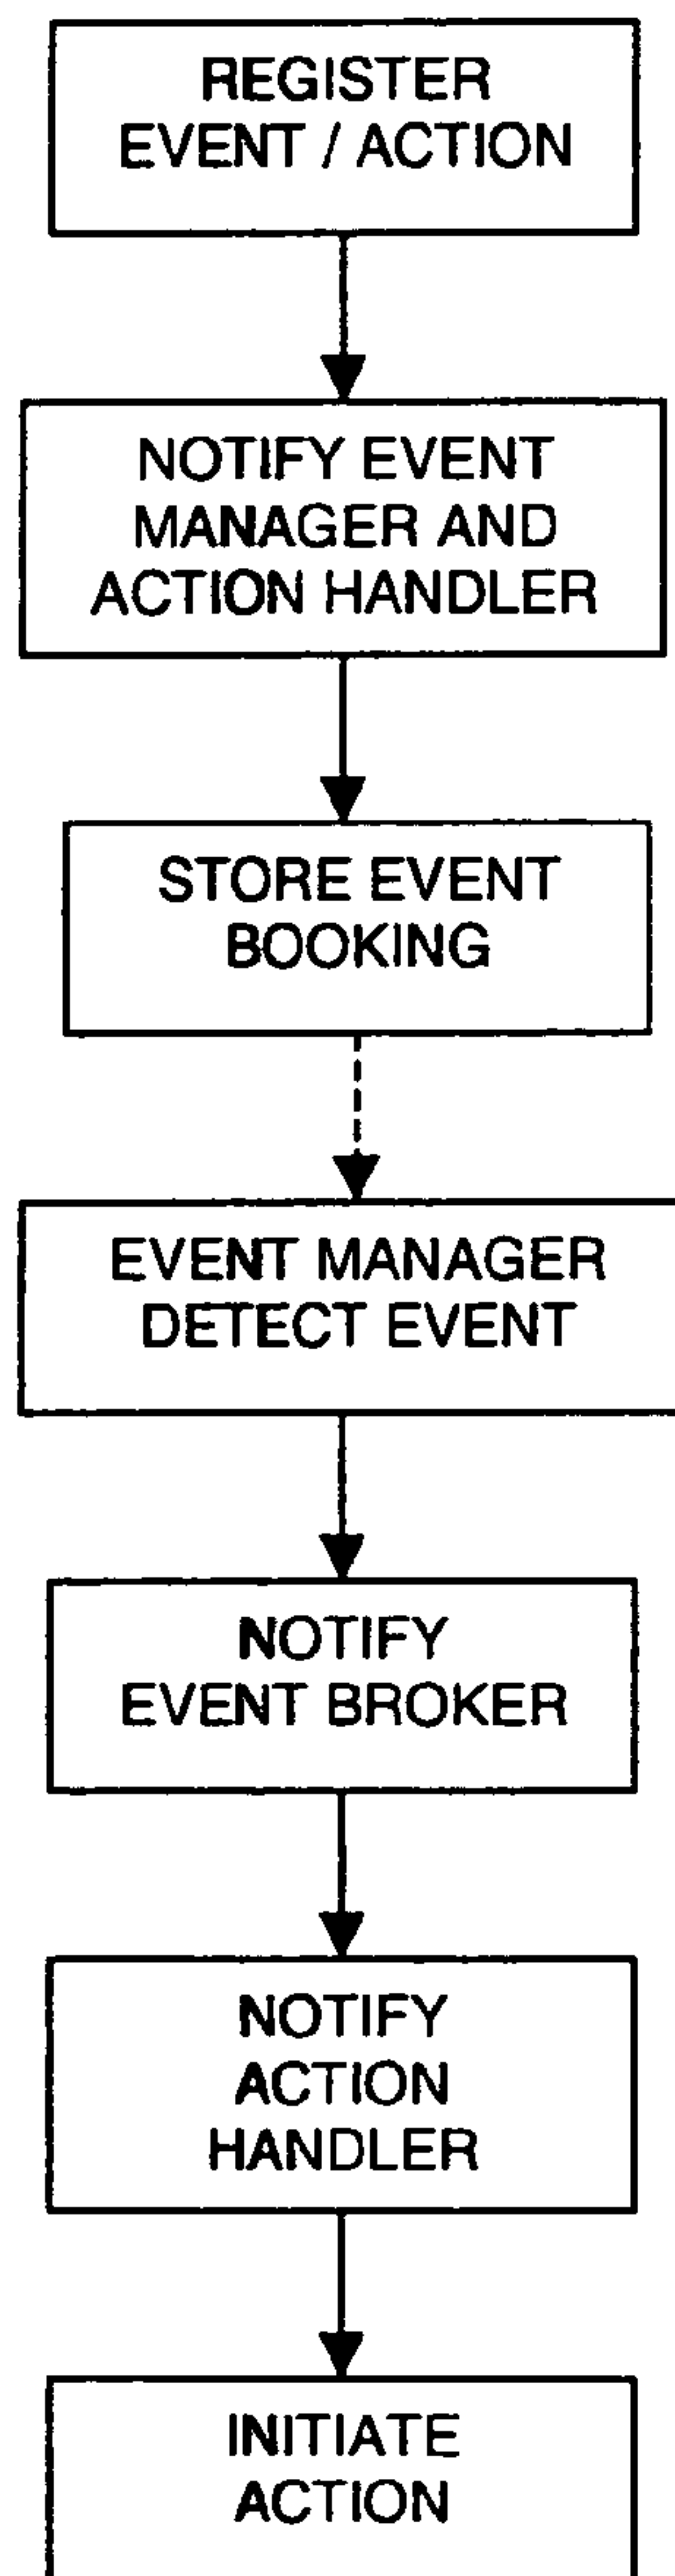 REGISTER
EVENT / ACTION
NOTIFY EVENT
MANAGER AND
ACTION HANDLER
STORE EVENT
BOOKING
EVENT MANAGER
DETECT EVENT
NOTIFY
EVENT BROKER
NOTIFY
ACTION
HANDLER
INITIATE
ACTION